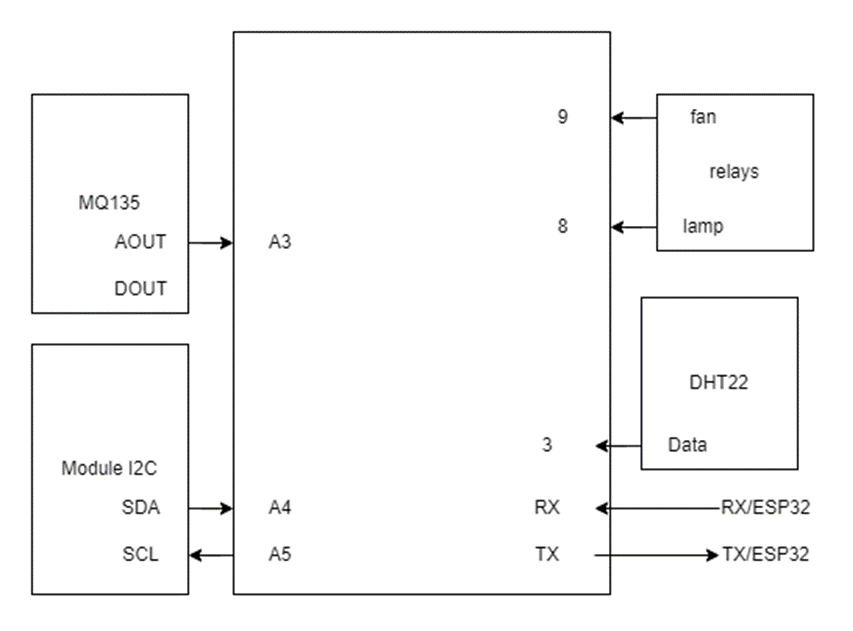 MQ135
AOUT
DOUT
Module I2C
SDA
SCL
A3
A4
A5
9
8
3
RX
TX
fan
relays
lamp
DHT22
Data
RX/ESP32
TX/ESP32